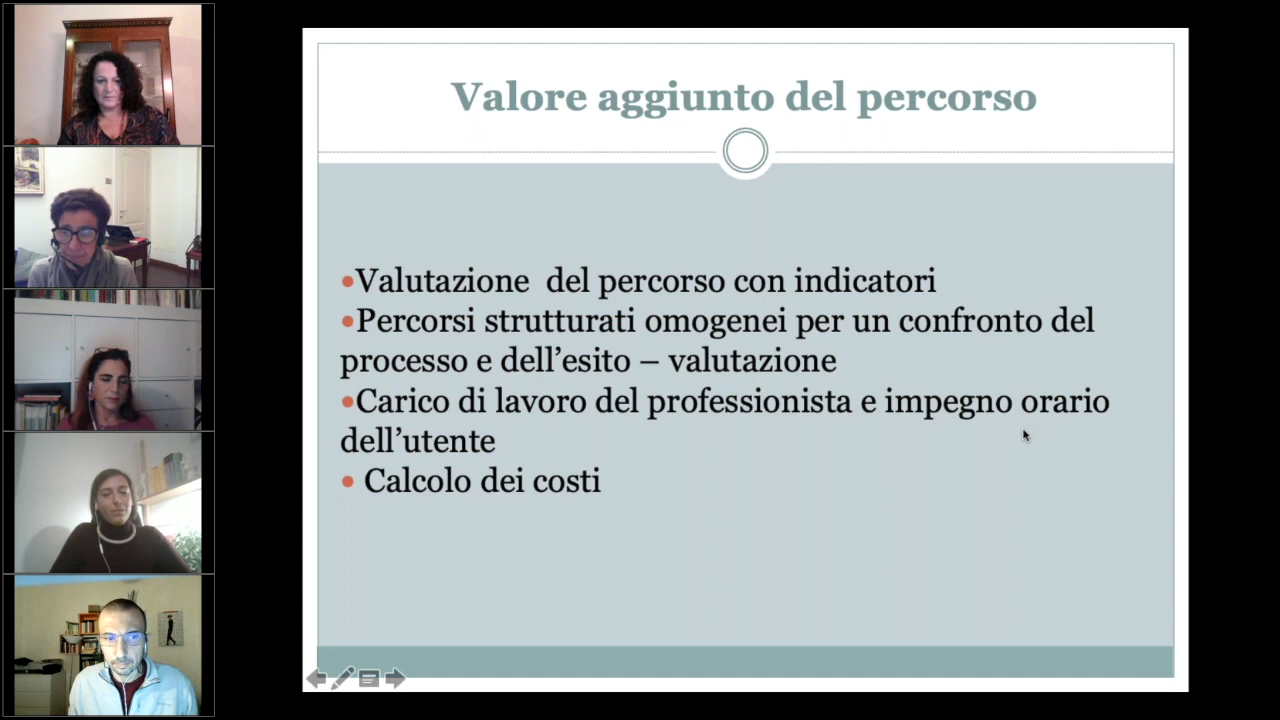 Valore aggiunto del percorso
•Valutazione  del percorso con indicatori
•Percorsi strutturati omogenei per un confronto del
processo e dell’esito – valutazione
•Carico di lavoro del professionista e impegno orario
dell’utente
• Calcolo dei costi